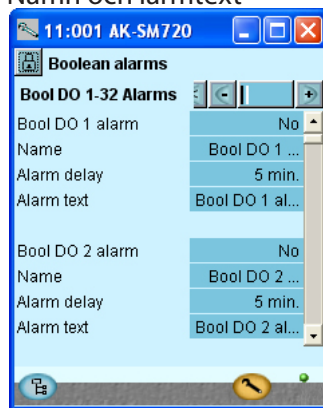 Namn och larmtext
11:001 AK-SM720
Boolean alarms
Bool DO 1-32 Alarms
Bool DO 1 alarm No
Name Bool DO 1 ...
Alarm delay 5 min.
Alarm text Bool DO 1 al...
Bool DO 2 alarm No
Name Bool DO 2 ...
Alarm delay 5 min.
Alarm text Bool DO 2 al...